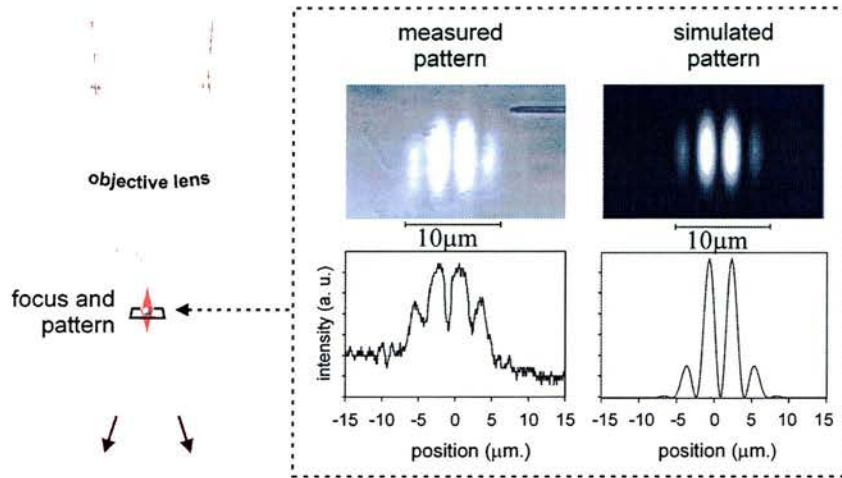 measured
pattern
simulated
pattern
objective lens
10μm
10μm
focus and
pattern
intensity (a. u.)
-15 -10 -5 0 5 10 15
-15 -10 -5 0 5 10 15
position (μm.)
position (μm.)